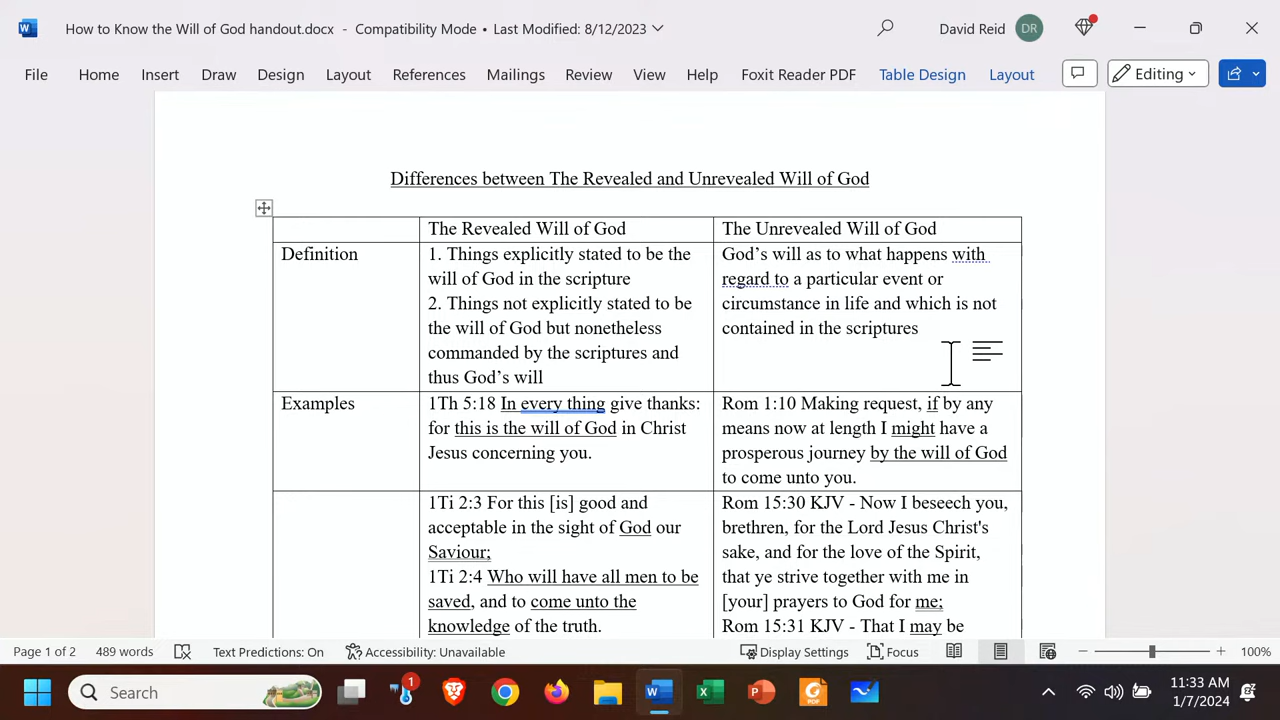 How to Know the Will of God handout.docx - Compatibility Mode • Last Modified: 8/12/2023
David Reid DR
File Home Insert Draw Design Layout References Mailings Review View Help Foxit Reader PDF Table Design Layout Editing
Differences between The Revealed and Unrevealed Will of God
The Revealed Will of God
The Unrevealed Will of God
Definition
1. Things explicitly stated to be the
will of God in the scripture
2. Things not explicitly stated to be
the will of God but nonetheless
commanded by the scriptures and
thus God's will
God's will as to what happens with
regard to a particular event or
circumstance in life and which is not
contained in the scriptures
Examples
1Th 5:18 In every thing give thanks:
for this is the will of God in Christ
Jesus concerning you.
Rom 1:10 Making request, if by any
means now at length I might have a
prosperous journey by the will of God
to come unto you.
1Ti 2:3 For this [is] good and
acceptable in the sight of God our
Saviour;
1Ti 2:4 Who will have all men to be
saved, and to come unto the
knowledge of the truth.
Rom 15:30 KJV - Now I beseech you,
brethren, for the Lord Jesus Christ's
sake, and for the love of the Spirit,
that ye strive together with me in
[your] prayers to God for me;
Rom 15:31 KJV - That I may be
Page 1 of 2 489 words Text Predictions: On Accessibility: Unavailable Display Settings Focus 100%
Search 1 11:33 AM
1/7/2024